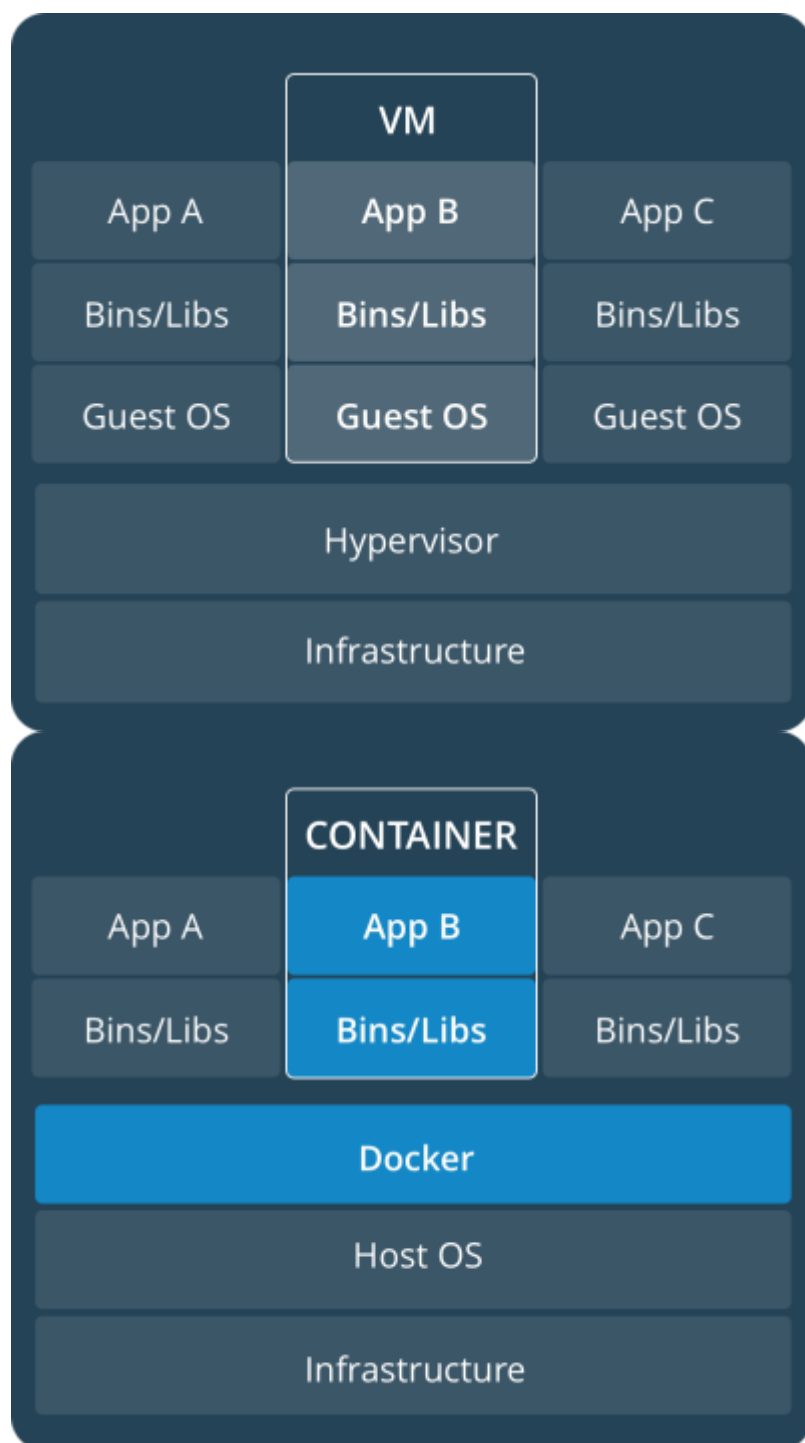 VM
App A App B App C
Bins/Libs Bins/Libs Bins/Libs
Guest OS Guest OS Guest OS
Hypervisor
Infrastructure
CONTAINER
App A App B App C
Bins/Libs Bins/Libs Bins/Libs
Docker
Host OS
Infrastructure